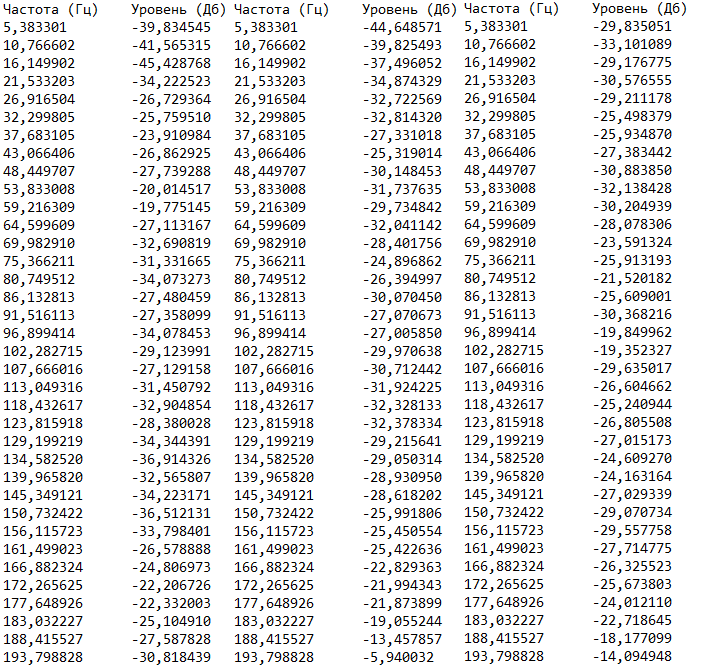 Частота (Гц) Уровень (Дб) Частота (Гц) Уровень (Дб) Частота (Гц) Уровень (Дб)
5,383301 -39,834545 5,383301 -44,648571 5,383301 -29,835051
10,766602 -41,565315 10,766602 -39,825493 10,766602 -33,101089
16,149902 -45,428768 16,149902 -37,496052 16,149902 -29,176775
21,533203 -34,222523 21,533203 -34,874329 21,533203 -30,576555
26,916504 -26,729364 26,916504 -32,722569 26,916504 -29,211178
32,299805 -25,759510 32,299805 -32,814320 32,299805 -25,498379
37,683105 -23,910984 37,683105 -27,331018 37,683105 -25,934870
43,066406 -26,862925 43,066406 -25,319014 43,066406 -27,383442
48,449707 -27,739288 48,449707 -30,148453 48,449707 -30,883850
53,833008 -20,014517 53,833008 -31,737635 53,833008 -32,138428
59,216309 -19,775145 59,216309 -29,734842 59,216309 -30,204939
64,599609 -27,113167 64,599609 -32,041142 64,599609 -28,078306
69,982910 -32,690819 69,982910 -28,401756 69,982910 -23,591324
75,366211 -31,331665 75,366211 -24,896862 75,366211 -25,913193
80,749512 -34,073273 80,749512 -26,394997 80,749512 -21,520182
86,132813 -27,480459 86,132813 -30,070450 86,132813 -25,609001
91,516113 -27,358099 91,516113 -27,070673 91,516113 -30,368216
96,899414 -34,078453 96,899414 -27,005850 96,899414 -19,849962
102,282715 -29,123991 102,282715 -29,970638 102,282715 -19,352327
107,666016 -27,129158 107,666016 -30,712442 107,666016 -29,635017
113,049316 -31,450792 113,049316 -31,924225 113,049316 -26,604662
118,432617 -32,904854 118,432617 -32,328133 118,432617 -25,240944
123,815918 -28,380028 123,815918 -32,378334 123,815918 -26,805508
129,199219 -34,344391 129,199219 -29,215641 129,199219 -27,015173
134,582520 -36,914326 134,582520 -29,050314 134,582520 -24,609270
139,965820 -32,565807 139,965820 -28,930950 139,965820 -24,163164
145,349121 -34,223171 145,349121 -28,618202 145,349121 -27,029339
150,732422 -36,512131 150,732422 -25,991806 150,732422 -29,070734
156,115723 -33,798401 156,115723 -25,450554 156,115723 -29,557758
161,499023 -26,578888 161,499023 -25,422636 161,499023 -27,714775
166,882324 -24,806973 166,882324 -22,829363 166,882324 -26,325523
172,265625 -22,206726 172,265625 -21,994343 172,265625 -25,673803
177,648926 -22,332003 177,648926 -21,873899 177,648926 -24,012110
183,032227 -25,104910 183,032227 -19,055244 183,032227 -22,718645
188,415527 -27,587828 188,415527 -13,457857 188,415527 -18,177099
193,798828 -30,818439 193,798828 -5,940032 193,798828 -14,094948